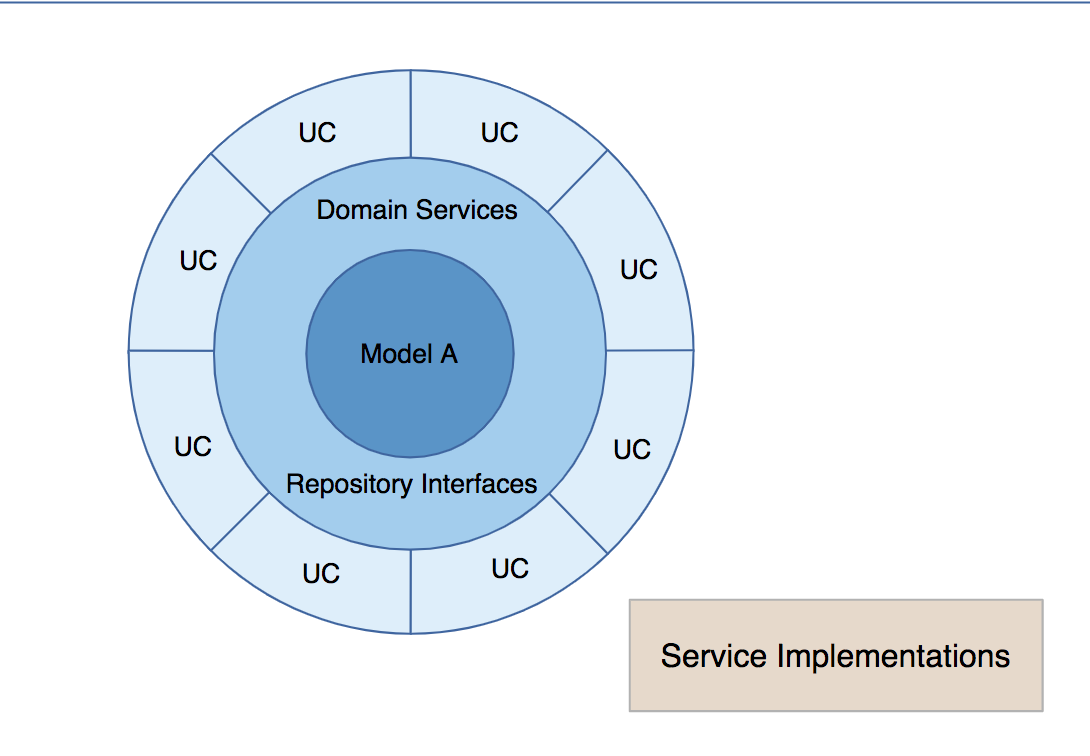 UC
UC
Domain Services
UC
UC
Model A
UC
UC
Repository Interfaces
UC
UC
Service Implementations